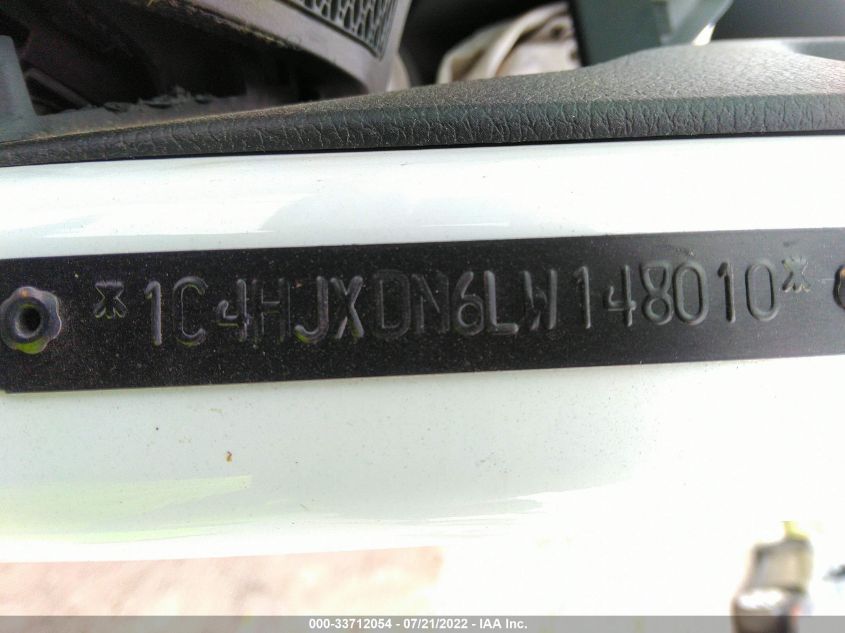 *1C4HJXDN6LW148010*
000-33712054 - 07/21/2022 - IAA Inc.